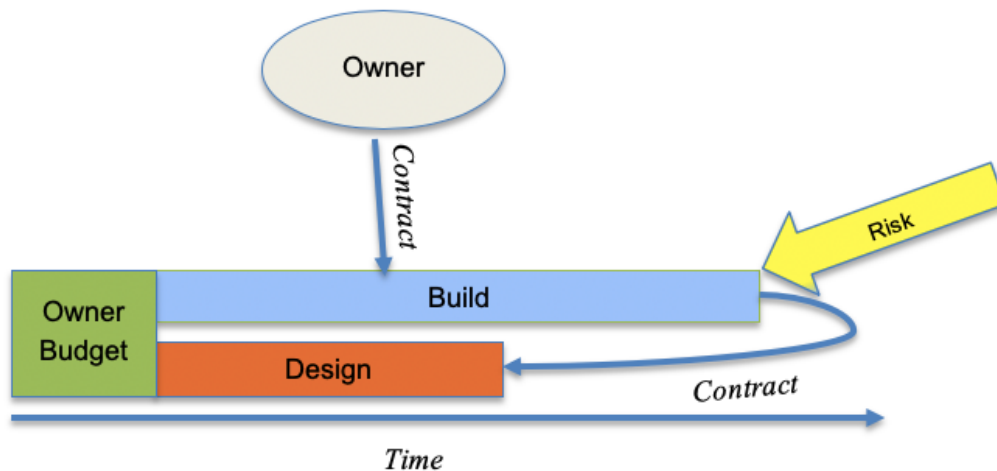 Owner
Contract
Risk
Build
Owner
Budget
Design
Contract
Time